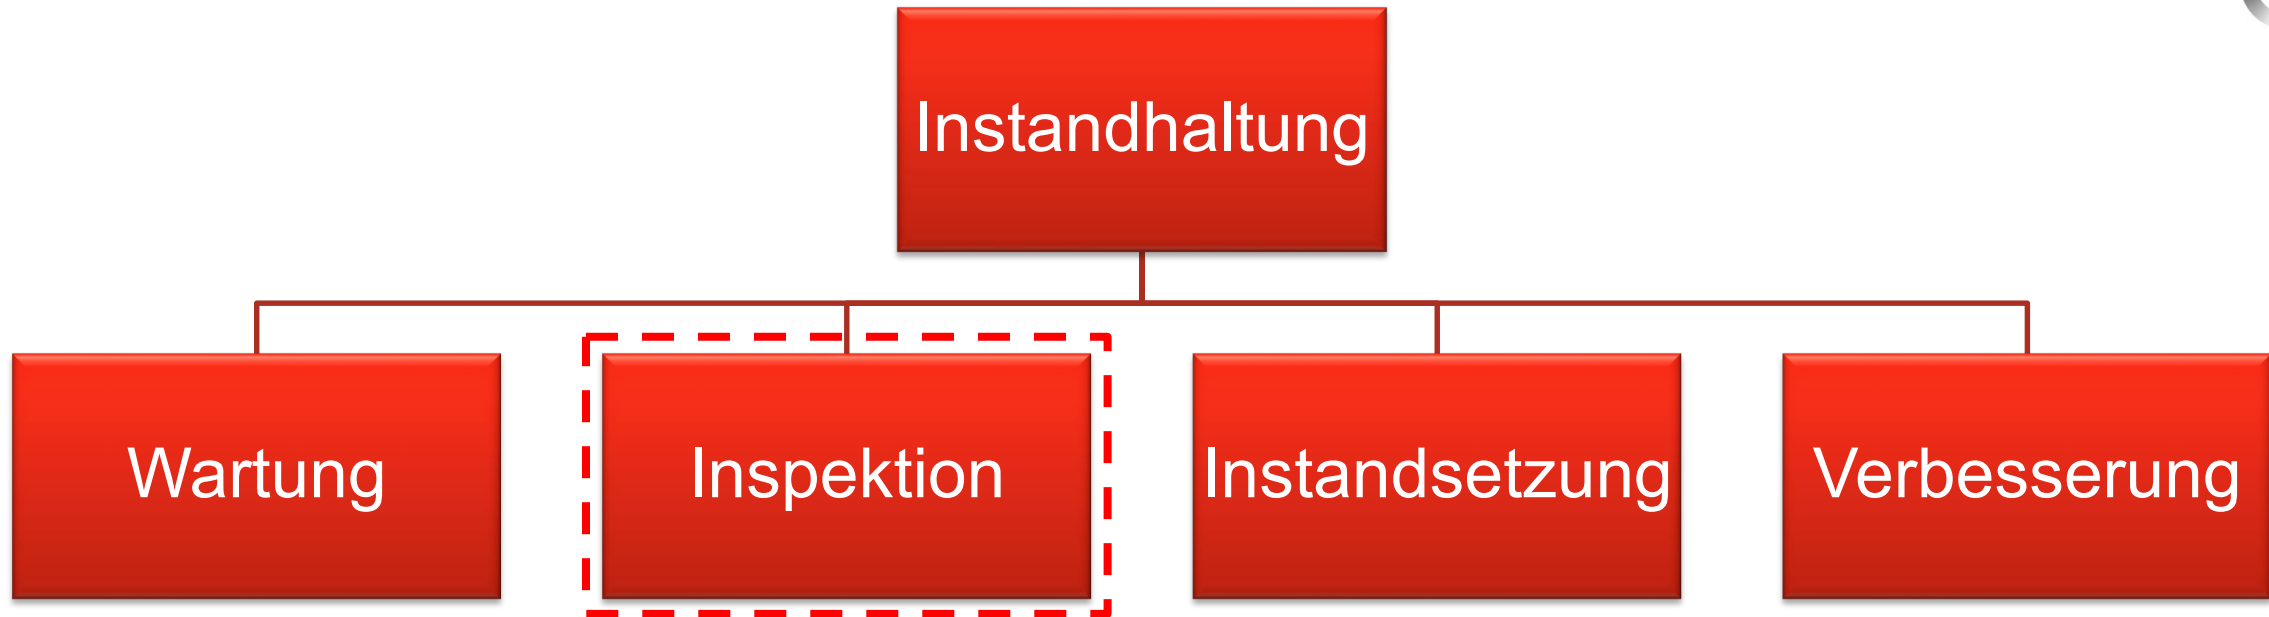 Instandhaltung
Wartung
Inspektion
Instandsetzung
Verbesserung